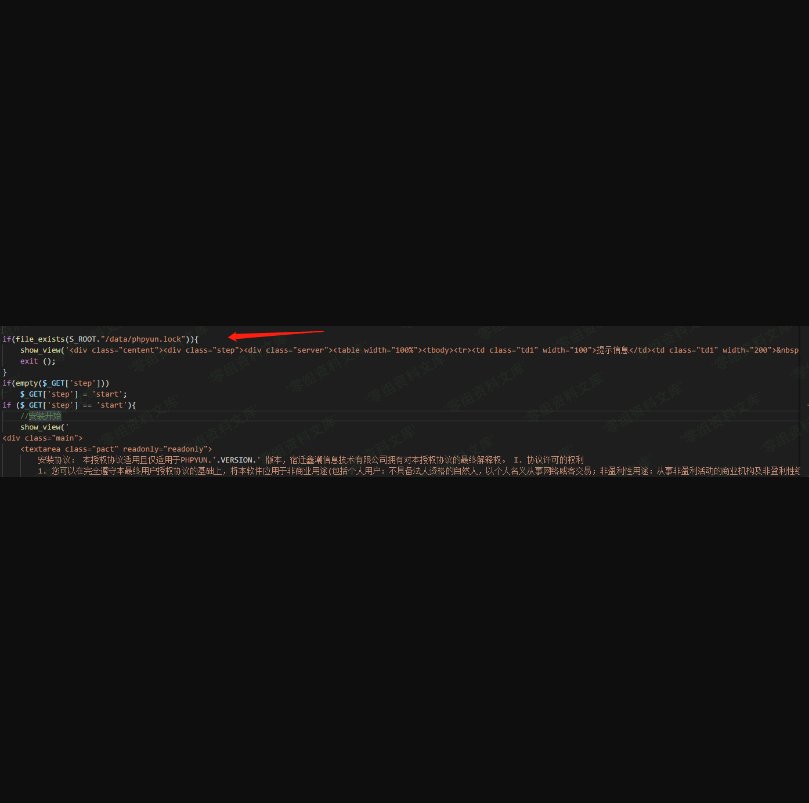 if(file_exists(S_ROOT."/data/phpyun.lock")){
show_view('<div class="centent"><div class="step"><div class="server"><table width="100%"><tbody><tr><td class="td1" width="100">提示信息</td><td class="td1" width="200">&nbsp
exit ();
}
if(empty($_GET['step']))
$_GET['step'] = 'start';
if ($_GET['step'] == 'start'){
//安装开始
show_view('
<div class="main">
<textarea class="pact" readonly="readonly">
安装协议: 本授权协议适用且仅适用于PHPYUN.'.VERSION.' 版本,宿迁鑫潮信息技术有限公司拥有对本授权协议的最终解释权。 I. 协议许可的权利
1. 您可以在完全遵守本最终用户授权协议的基础上,将本软件应用于非商业用途(包括个人用户:不具备法人资格的自然人,以个人名义从事网络威客交易;非盈利性用途:从事非盈利活动的商业机构及非盈利性组
零组资料文库